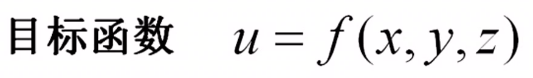 目标函数 u = f(x, y, z)